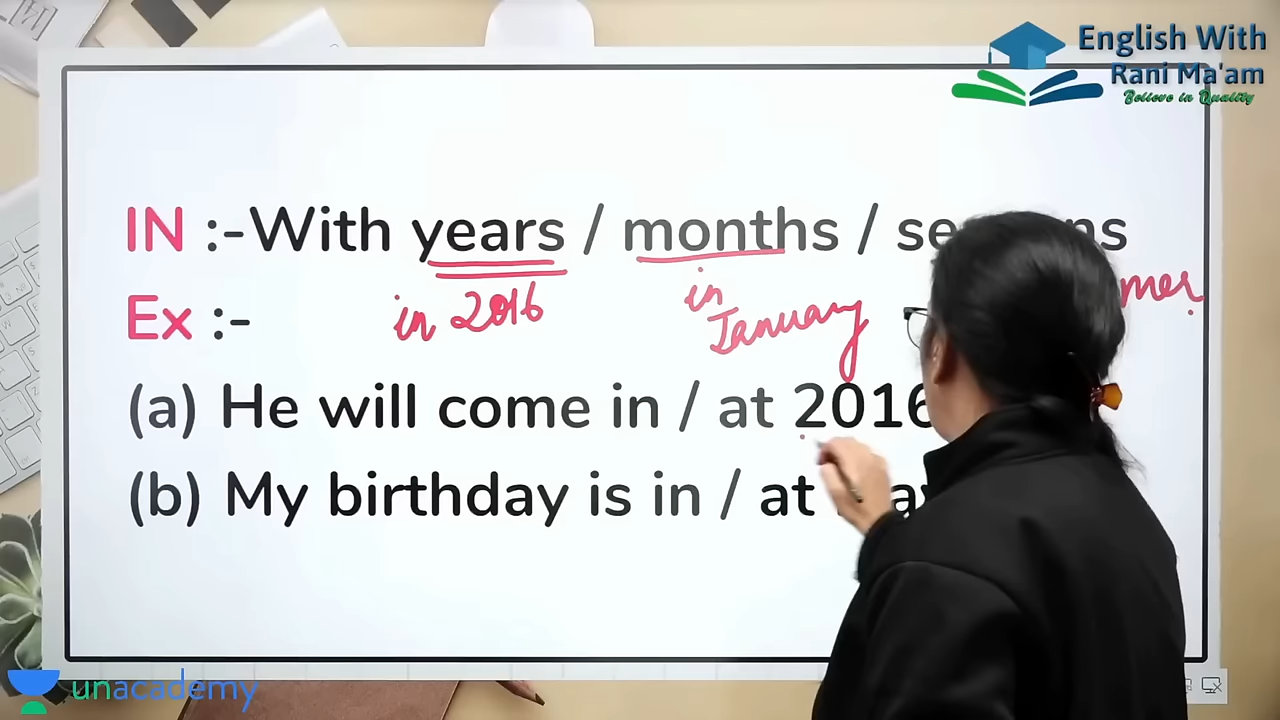 English With
Rani Ma'am
Believe in Quality
IN :-With years / months /
in 2016
in
January
Ex :-
(a) He will come in / at 2016
(b) My birthday is in / at
unacademy